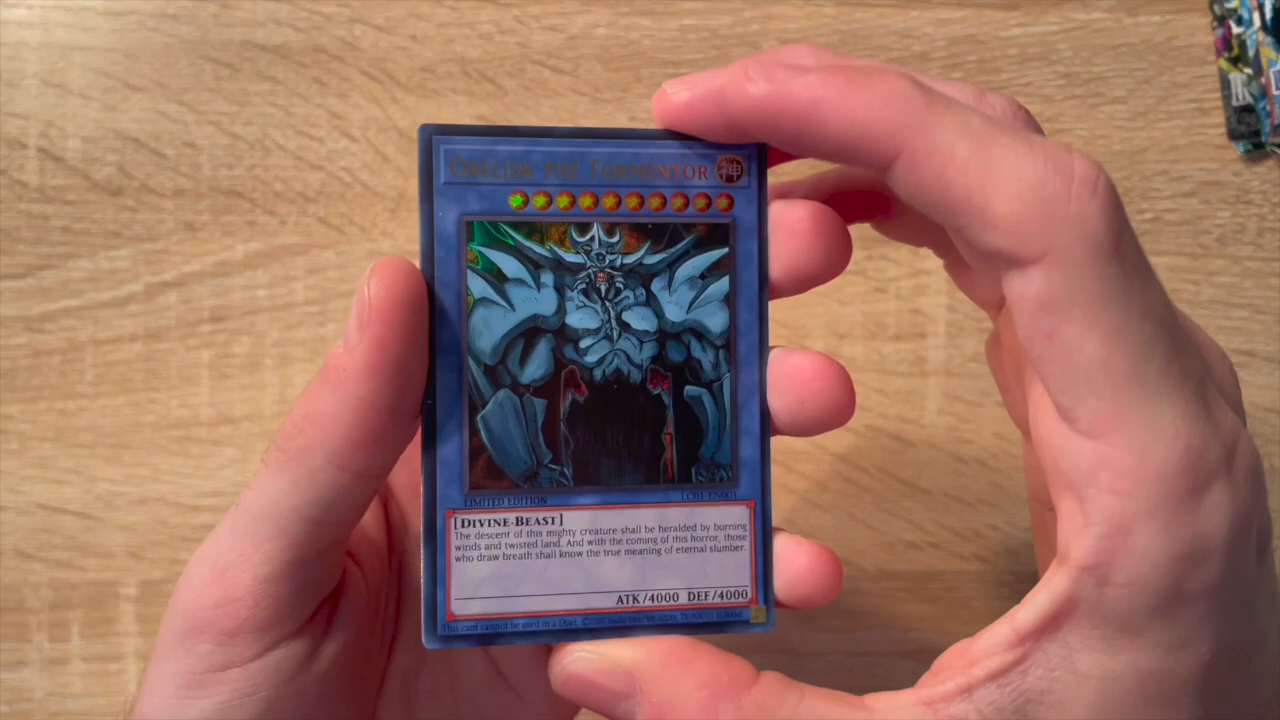 OBELISK THE TORMENTOR 神
LIMITED EDITION LC01-EN001
[DIVINE-BEAST]
The descent of this mighty creature shall be heralded by burning
winds and twisted land. And with the coming of this horror, those
who draw breath shall know the true meaning of eternal slumber.
ATK/4000 DEF/4000
This card cannot be used in a Duel.